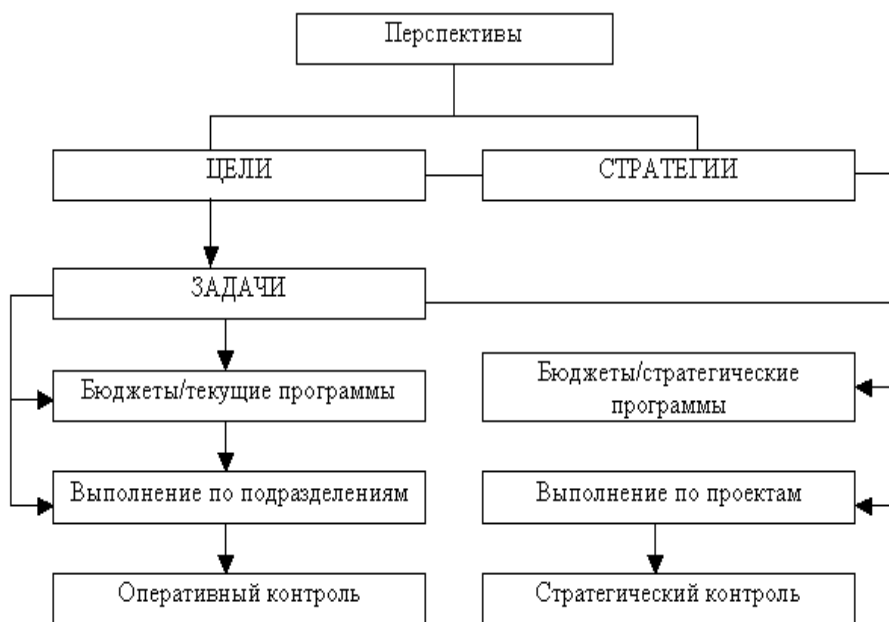 Перспективы
ЦЕЛИ
СТРАТЕГИИ
ЗАДАЧИ
Бюджеты/текущие программы
Бюджеты/стратегические
программы
Выполнение по подразделениям
Выполнение по проектам
Оперативный контроль
Стратегический контроль